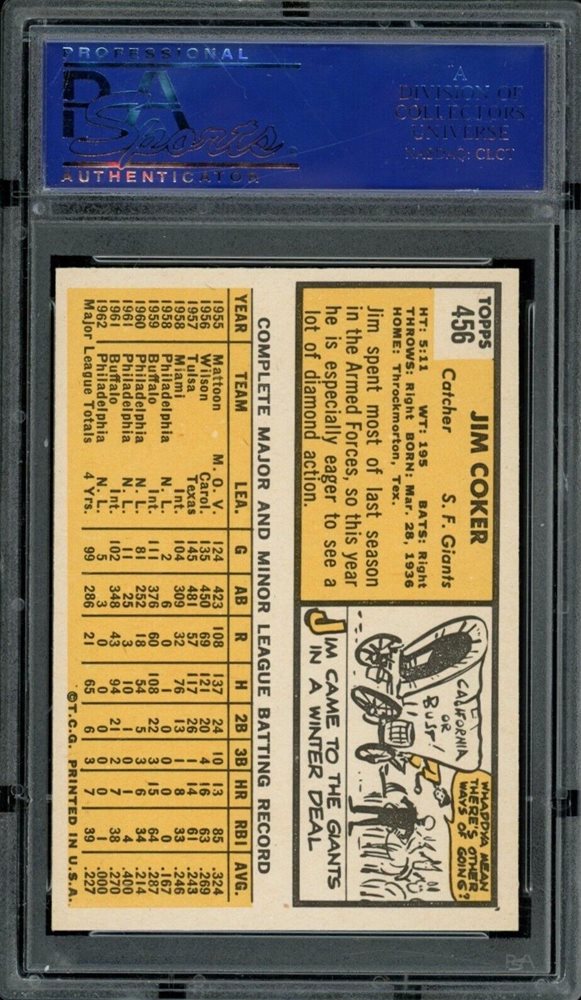 PROFESSIONAL
PSA
Sports
AUTHENTICATOR
A
DIVISION OF
COLLECTORS
UNIVERSE
NASDAQ: CLCT
TOPPS
456
JIM COKER
Catcher S. F. Giants
HT: 5:11 WT: 195 BATS: Right
THROWS: Right BORN: Mar. 28, 1936
HOME: Throckmorton, Tex.
Jim spent most of last season
in the Armed Forces, so this year
he is especially eager to see a
lot of diamond action.
CALIFORNIA
OR
BUST!
WHADDYA MEAN
THERE'S OTHER
WAYS OF GOING?
JIM CAME TO THE GIANTS
IN A WINTER DEAL
COMPLETE MAJOR AND MINOR LEAGUE BATTING RECORD
YEAR TEAM LEA. G AB R H 2B 3B HR RBI AVG.
1955 Mattoon M. O. V. 124 423 108 137 24 10 13 85 .324
1956 Wilson Carol. 135 450 69 121 20 4 16 63 .269
1957 Tulsa Texas 145 481 57 117 26 1 11 61 .243
1958 Miami Int. 104 309 32 76 13 1 8 33 .246
1958 Philadelphia N. L. 2 6 0 1 0 0 0 0 .167
1959 Buffalo Int. 111 376 60 108 22 3 15 64 .287
1960 Philadelphia N. L. 81 252 18 54 5 3 6 34 .214
1961 Philadelphia N. L. 11 25 3 10 1 0 1 4 .400
1961 Buffalo Int. 102 348 43 94 21 2 7 38 .270
1962 Philadelphia N. L. 5 3 0 0 0 0 0 1 .000
Major League Totals 4 Yrs. 99 286 21 65 6 3 7 39 .227
©T.C.G. PRINTED IN U.S.A.
PSA